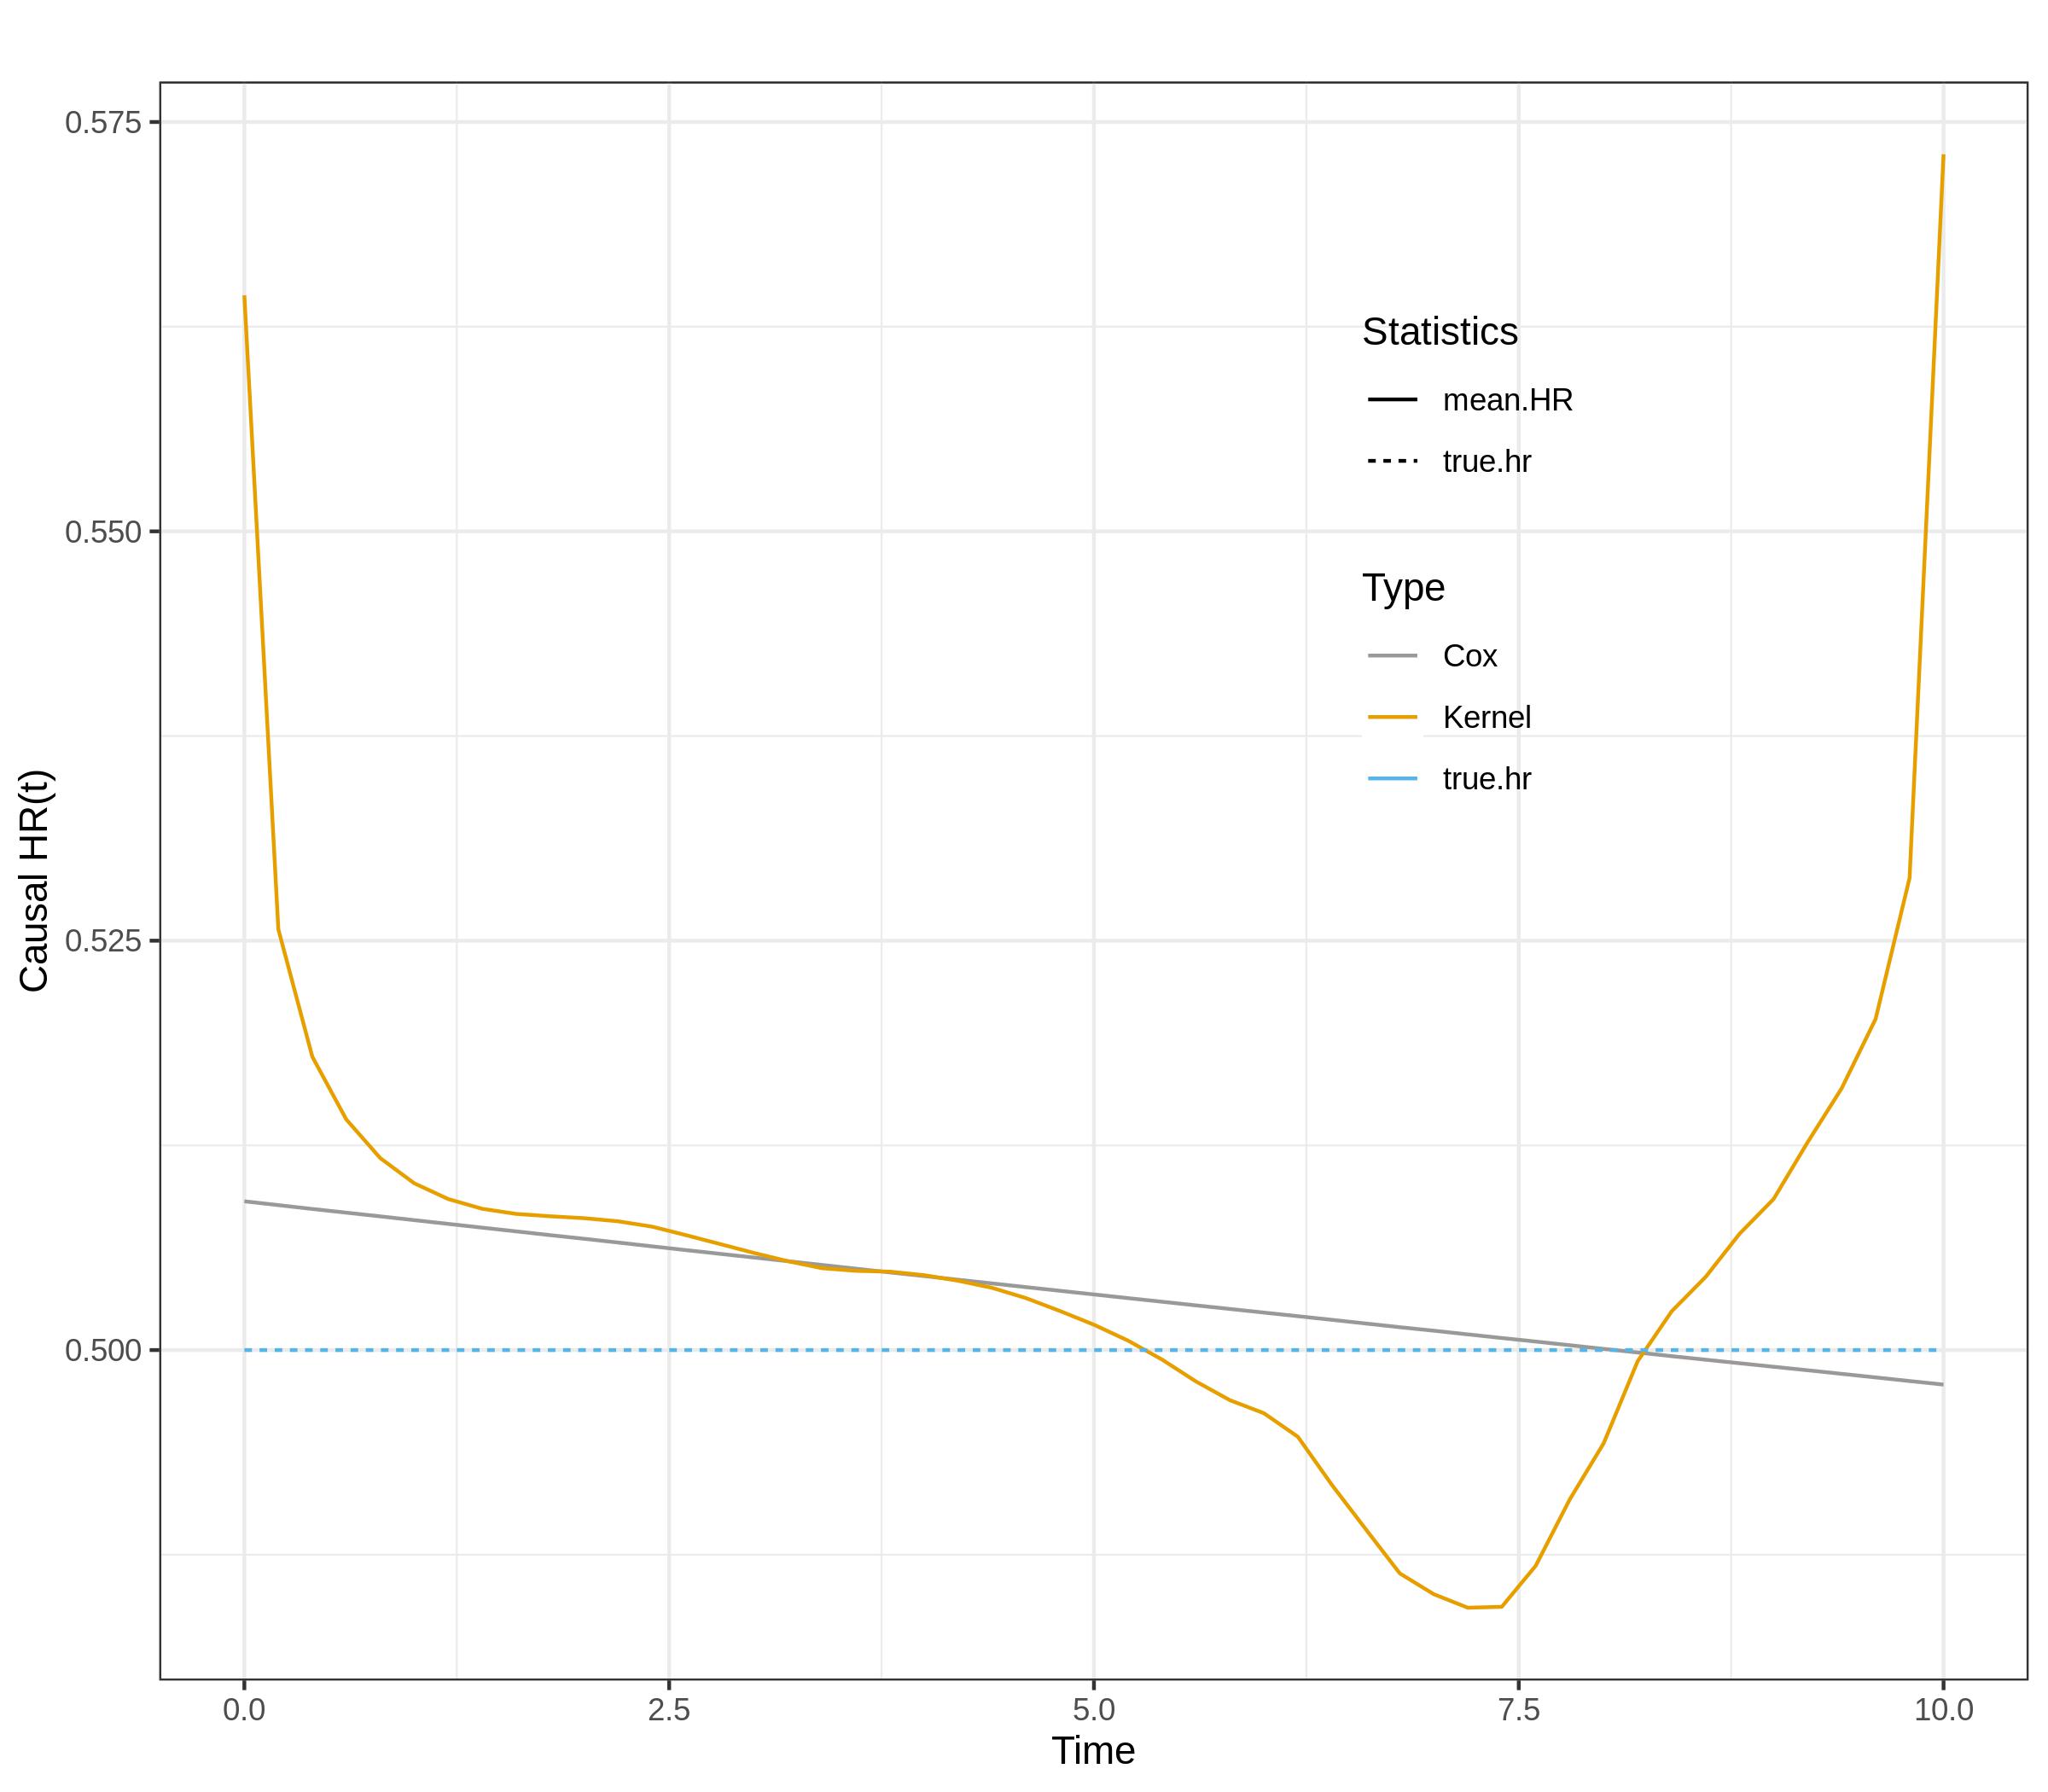 0.575
0.550
0.525
0.500
Causal HR(t)
Statistics
mean.HR
true.hr
Type
Cox
Kernel
true.hr
0.0
2.5
5.0
7.5
10.0
Time